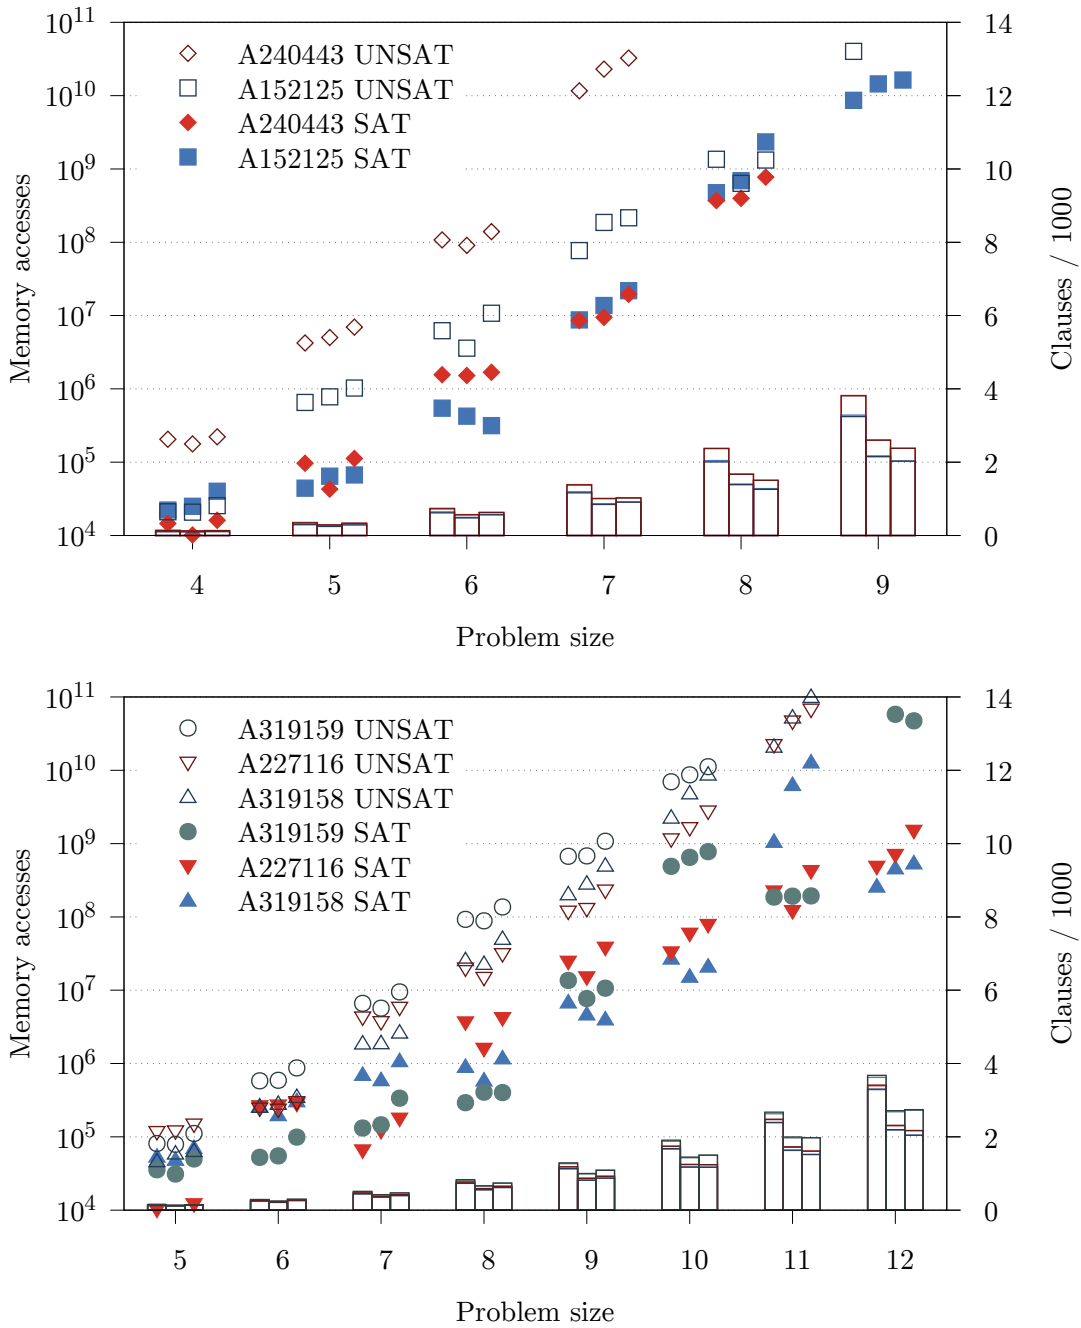 10^11
10^10
10^9
10^8
10^7
10^6
10^5
10^4
Memory accesses
A240443 UNSAT
A152125 UNSAT
A240443 SAT
A152125 SAT
14
12
10
8
6
4
2
0
Clauses / 1000
4 5 6 7 8 9
Problem size
10^11
10^10
10^9
10^8
10^7
10^6
10^5
10^4
Memory accesses
A319159 UNSAT
A227116 UNSAT
A319158 UNSAT
A319159 SAT
A227116 SAT
A319158 SAT
14
12
10
8
6
4
2
0
Clauses / 1000
5 6 7 8 9 10 11 12
Problem size